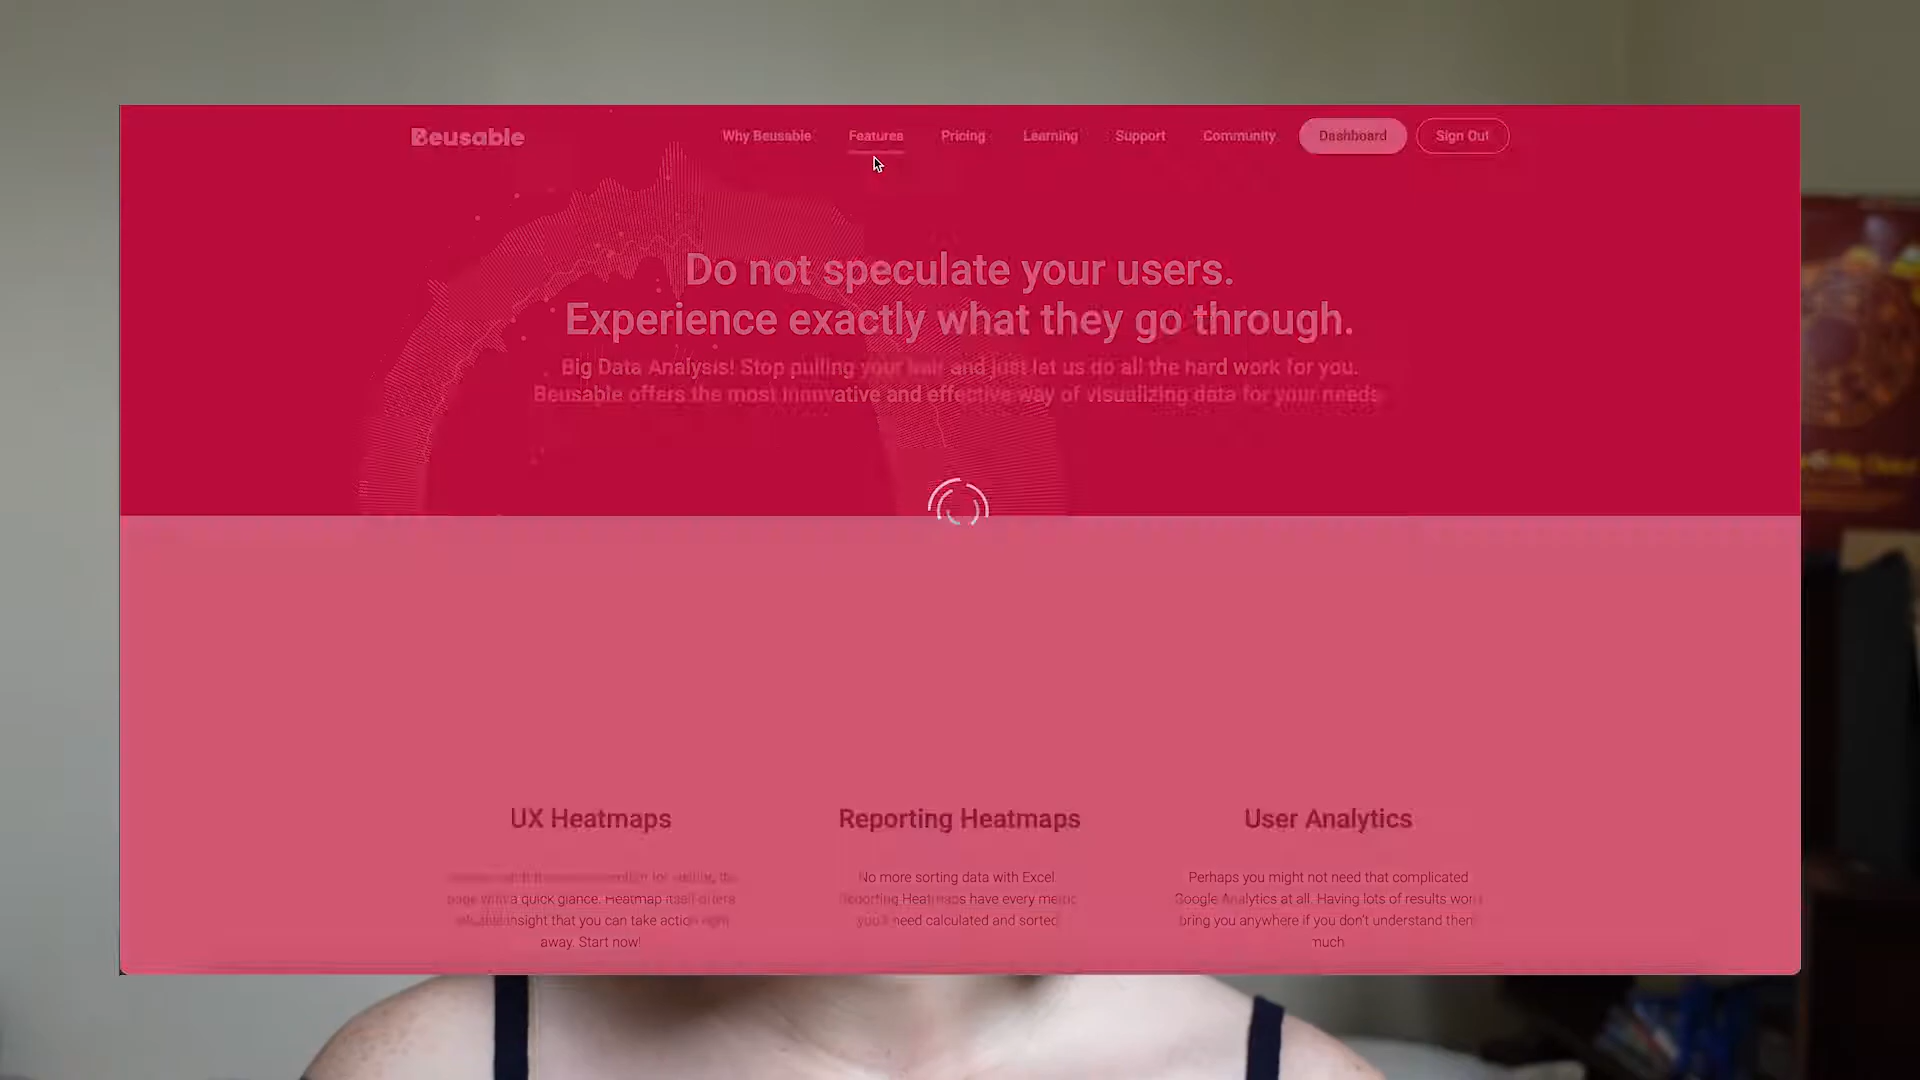 Beusable
Why Beusable
Features
Pricing
Learning
Support
Community
Dashboard
Sign Out
Do not speculate your users.
Experience exactly what they go through.
Big Data Analysis! Stop pulling your hair and just let us do all the hard work for you.
Beusable offers the most innovative and effective way of visualizing data for your needs
UX Heatmaps
a quick glance. Heatmap itself offers
insight that you can take action right
away. Start now!
Reporting Heatmaps
No more sorting data with Excel.
Reporting Heatmaps have every metric
you'll need calculated and sorted
User Analytics
Perhaps you might not need that complicated
Google Analytics at all. Having lots of results won't
bring you anywhere if you don't understand them
much